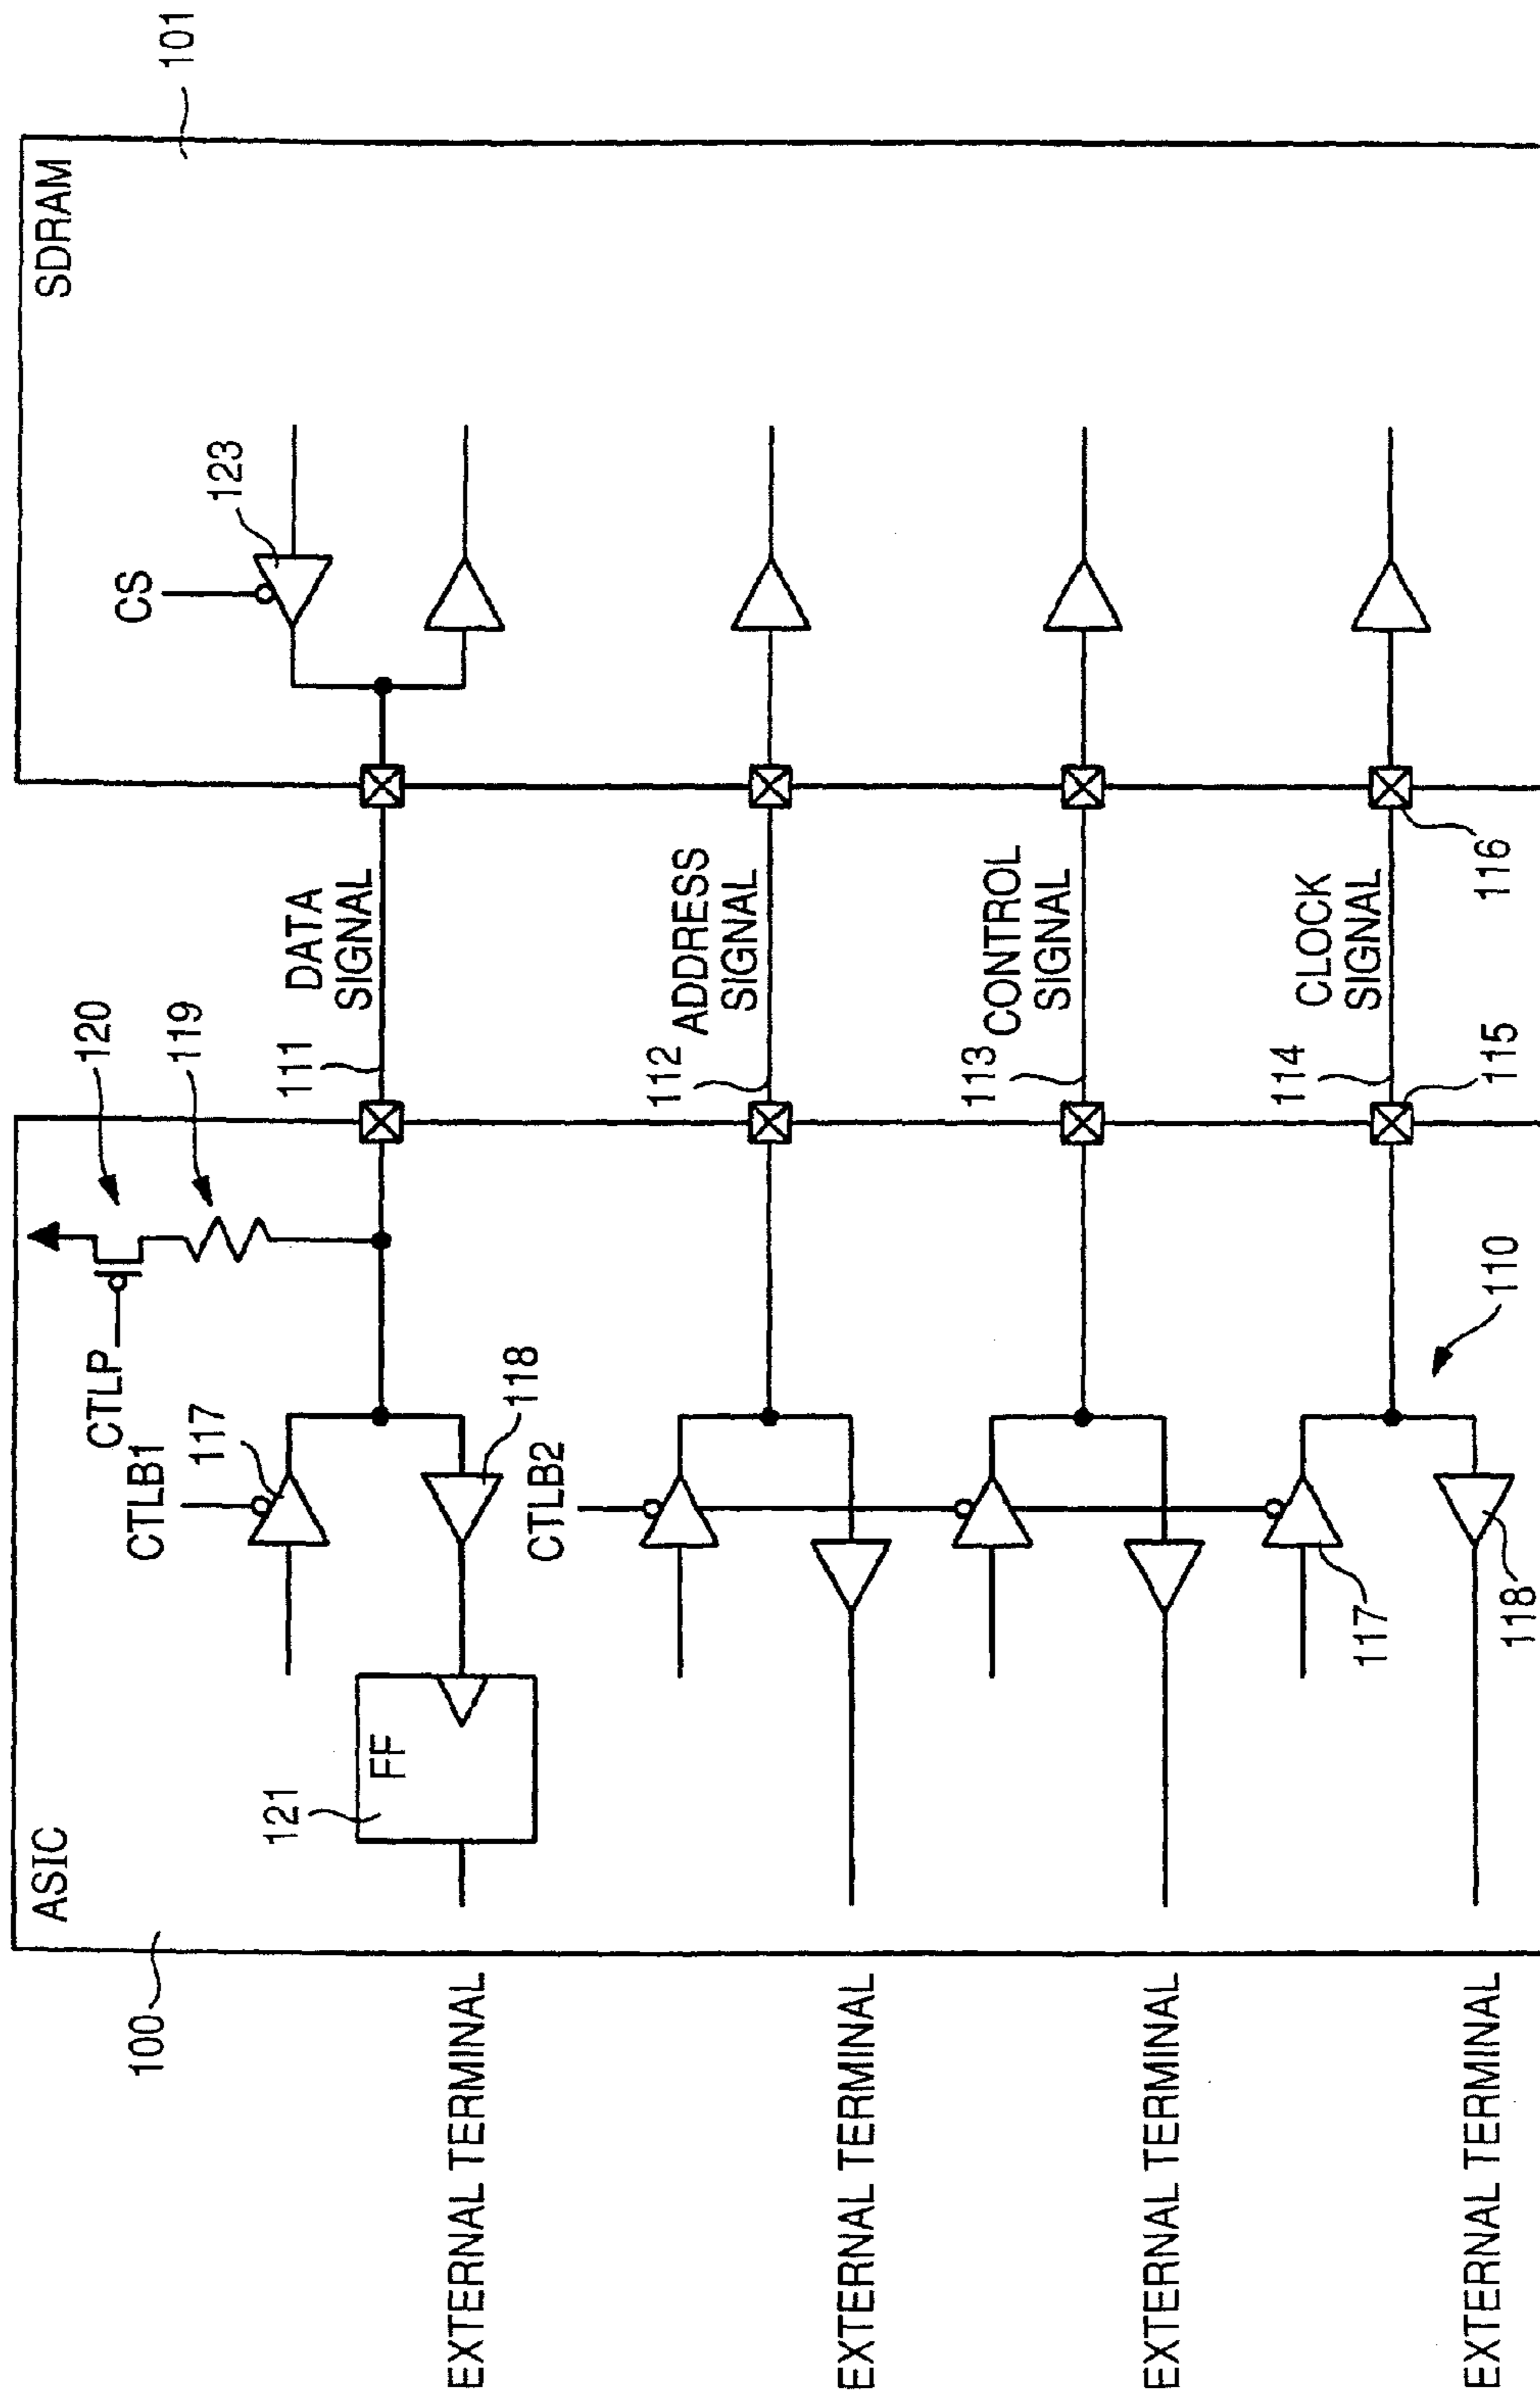 ASIC
SDRAM
100
101
EXTERNAL TERMINAL
121
FF
CTLB1
117
CTLP
118
120
119
111
DATA
SIGNAL
CS
123
EXTERNAL TERMINAL
CTLB2
112
ADDRESS
SIGNAL
EXTERNAL TERMINAL
113
CONTROL
SIGNAL
EXTERNAL TERMINAL
117
118
110
114
115
CLOCK
SIGNAL
116